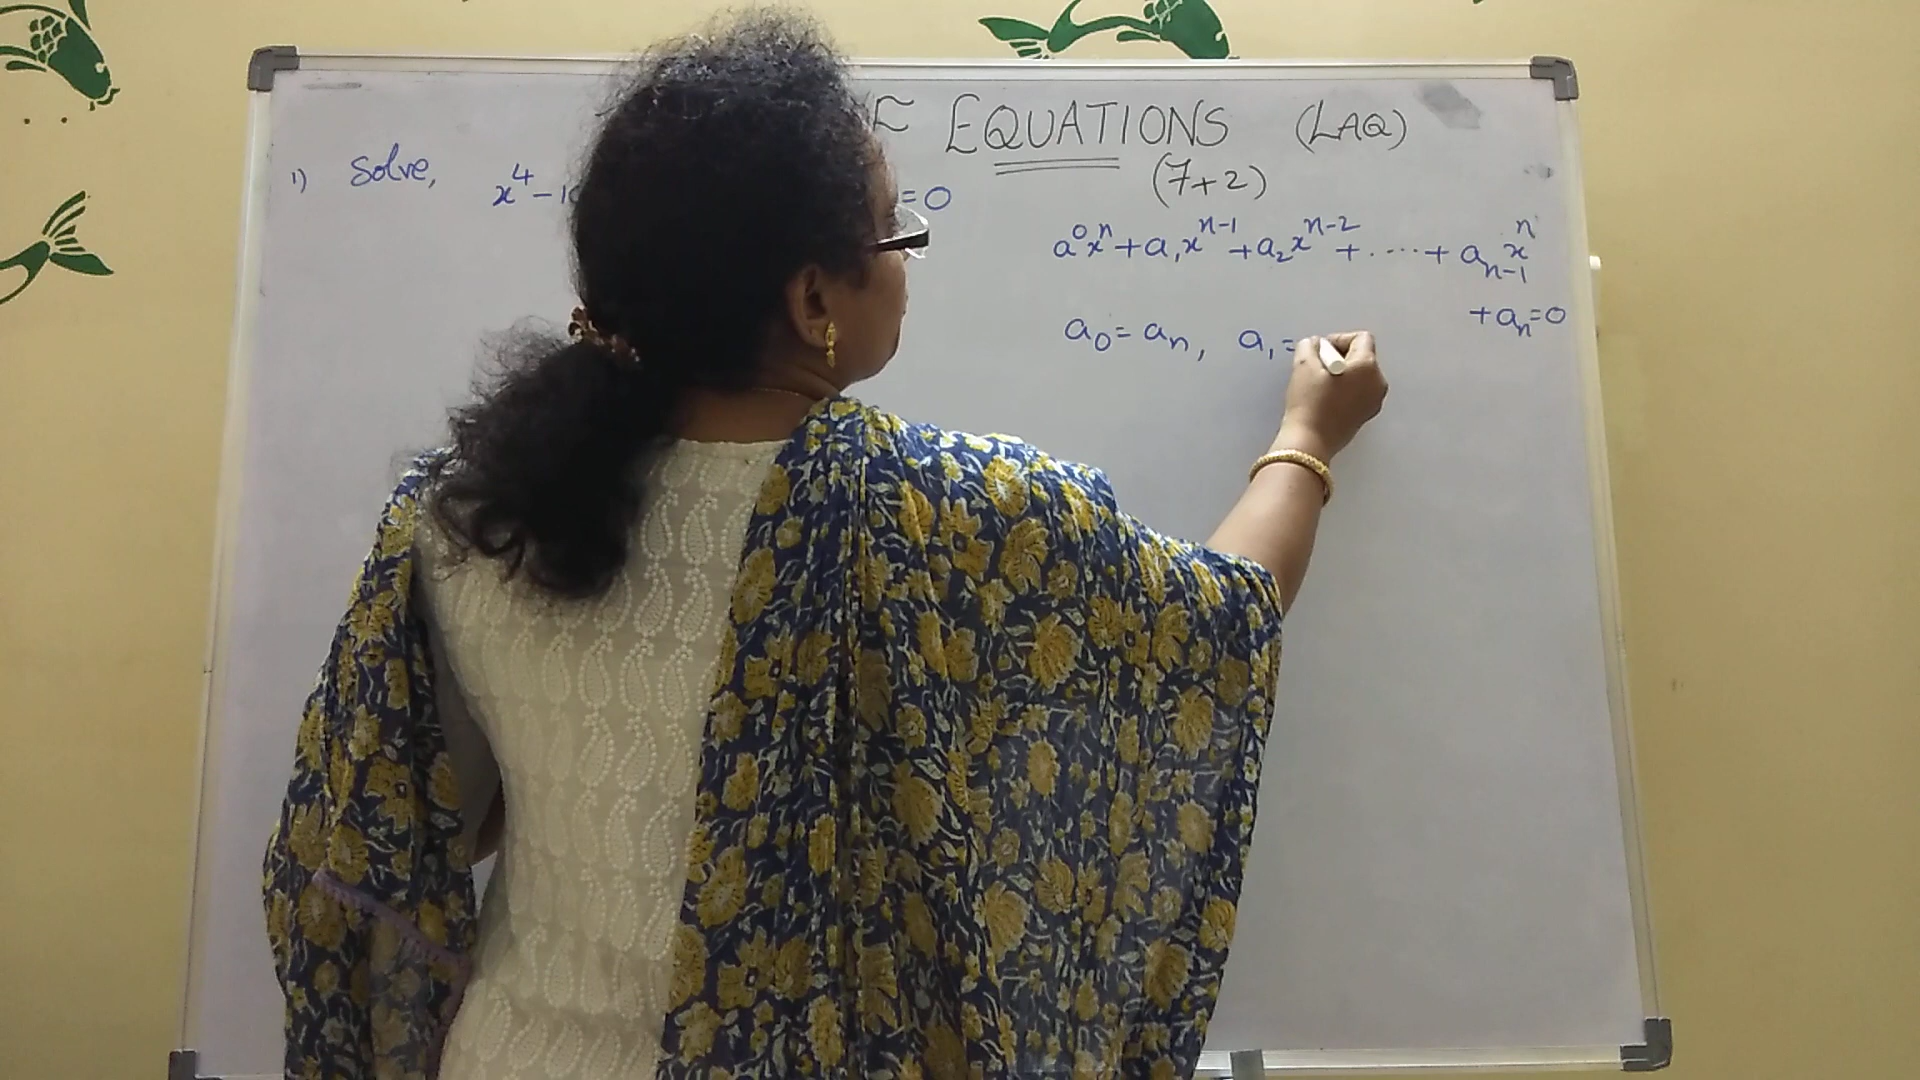 EQUATIONS (LAQ)
(7+2)
1) Solve, x⁴ - 1 =0
a⁰xⁿ + a₁xⁿ⁻¹ + a₂xⁿ⁻² + ..... + aₙ₋₁xⁿ
+aₙ=0
a₀ = aₙ, a₁ =